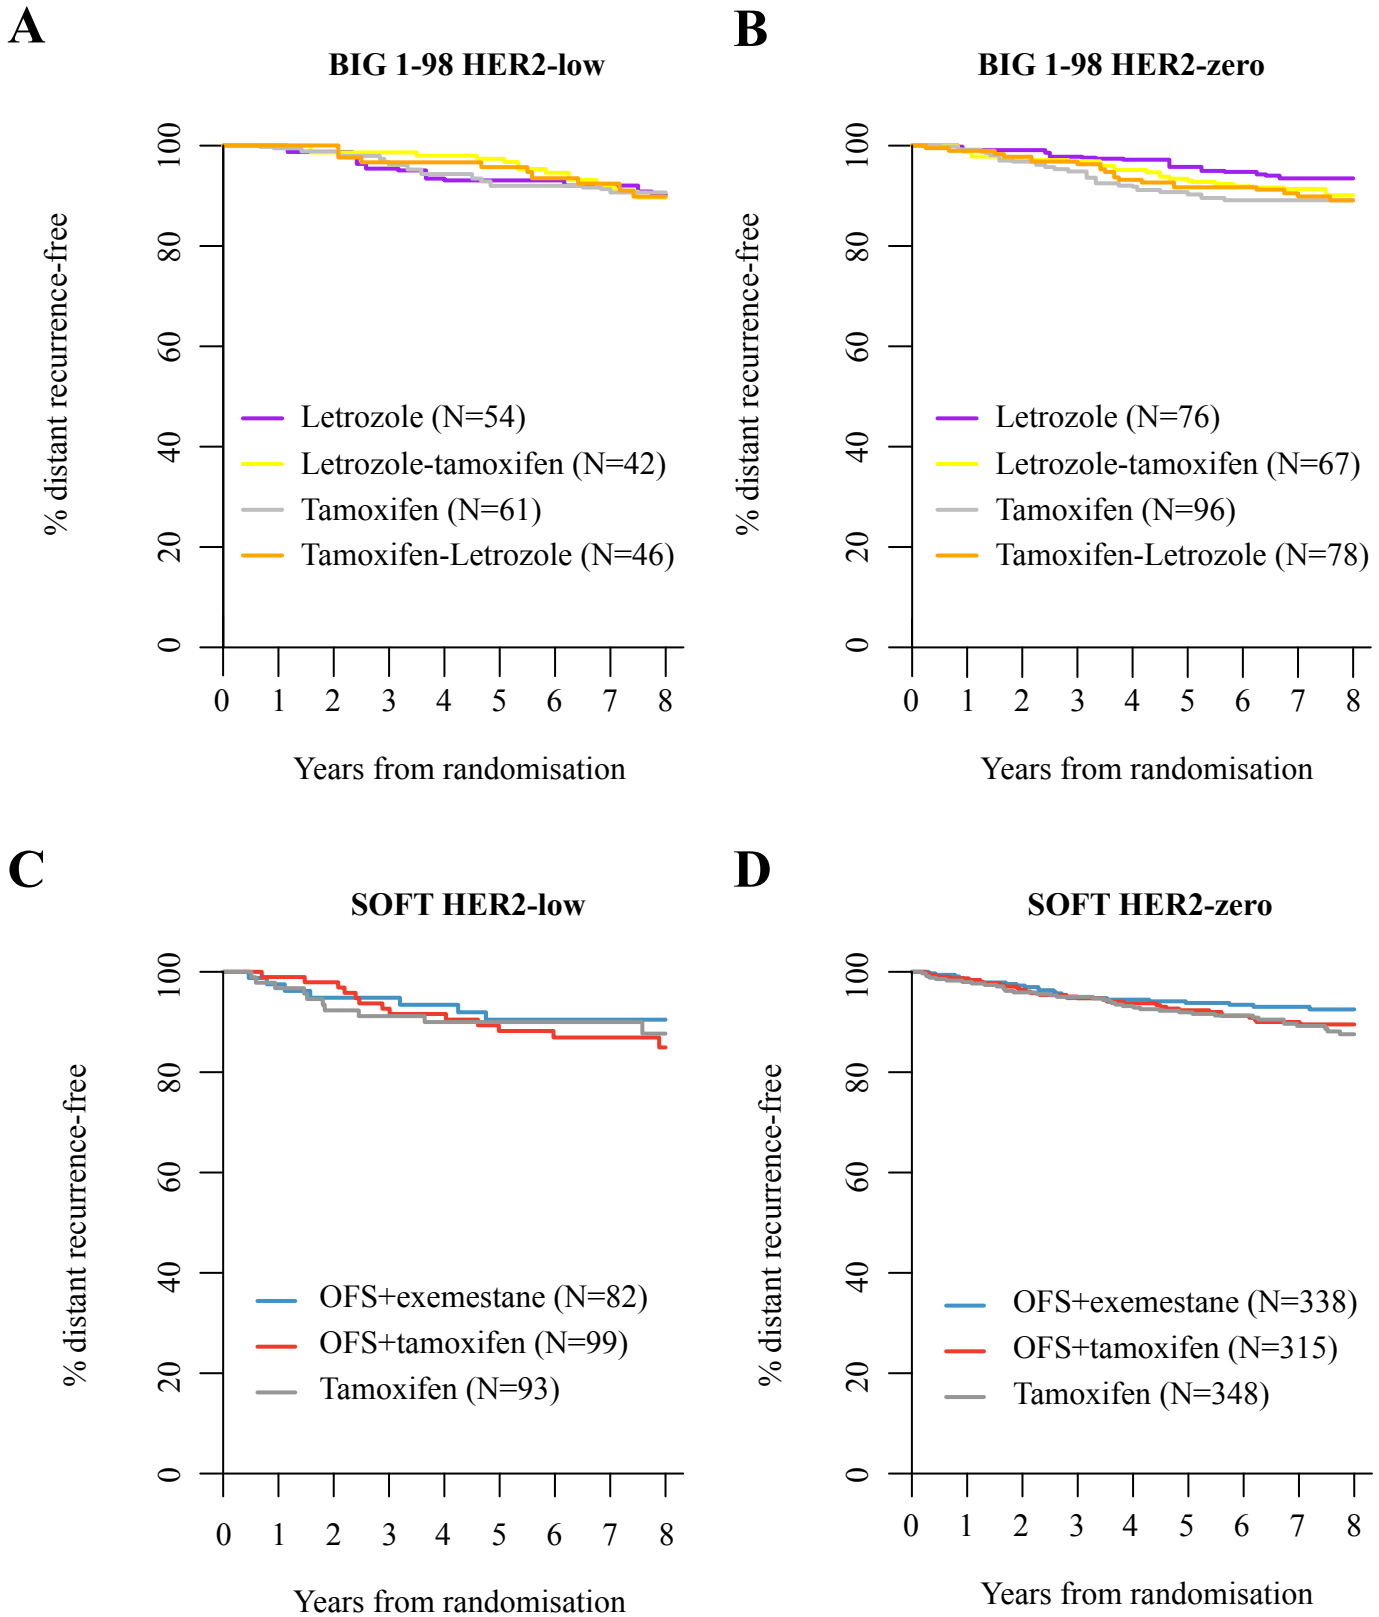 A
BIG 1-98 HER2-low
% distant recurrence-free
100
80
60
40
20
0
Letrozole (N=54)
Letrozole-tamoxifen (N=42)
Tamoxifen (N=61)
Tamoxifen-Letrozole (N=46)
0 1 2 3 4 5 6 7 8
Years from randomisation
B
BIG 1-98 HER2-zero
% distant recurrence-free
100
80
60
40
20
0
Letrozole (N=76)
Letrozole-tamoxifen (N=67)
Tamoxifen (N=96)
Tamoxifen-Letrozole (N=78)
0 1 2 3 4 5 6 7 8
Years from randomisation
C
SOFT HER2-low
% distant recurrence-free
100
80
60
40
20
0
OFS+exemestane (N=82)
OFS+tamoxifen (N=99)
Tamoxifen (N=93)
0 1 2 3 4 5 6 7 8
Years from randomisation
D
SOFT HER2-zero
% distant recurrence-free
100
80
60
40
20
0
OFS+exemestane (N=338)
OFS+tamoxifen (N=315)
Tamoxifen (N=348)
0 1 2 3 4 5 6 7 8
Years from randomisation